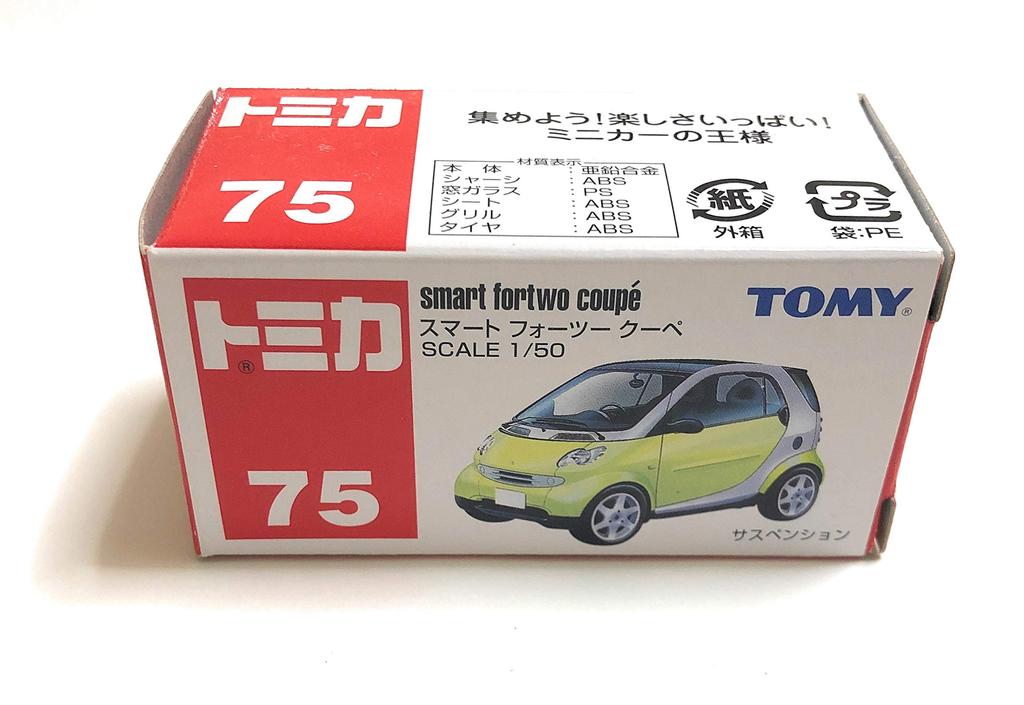 トミカ
75
集めよう!楽しさいっぱい!
ミニカーの王様
材質表示
本 体 : 亜鉛合金
シャーシ : ABS
窓ガラス : PS
シート : ABS
グリル : ABS
タイヤ : ABS
紙
外箱
プラ
袋:PE
トミカ®
75
smart fortwo coupé
スマート フォーツー クーペ
SCALE 1/50
TOMY®
サスペンション